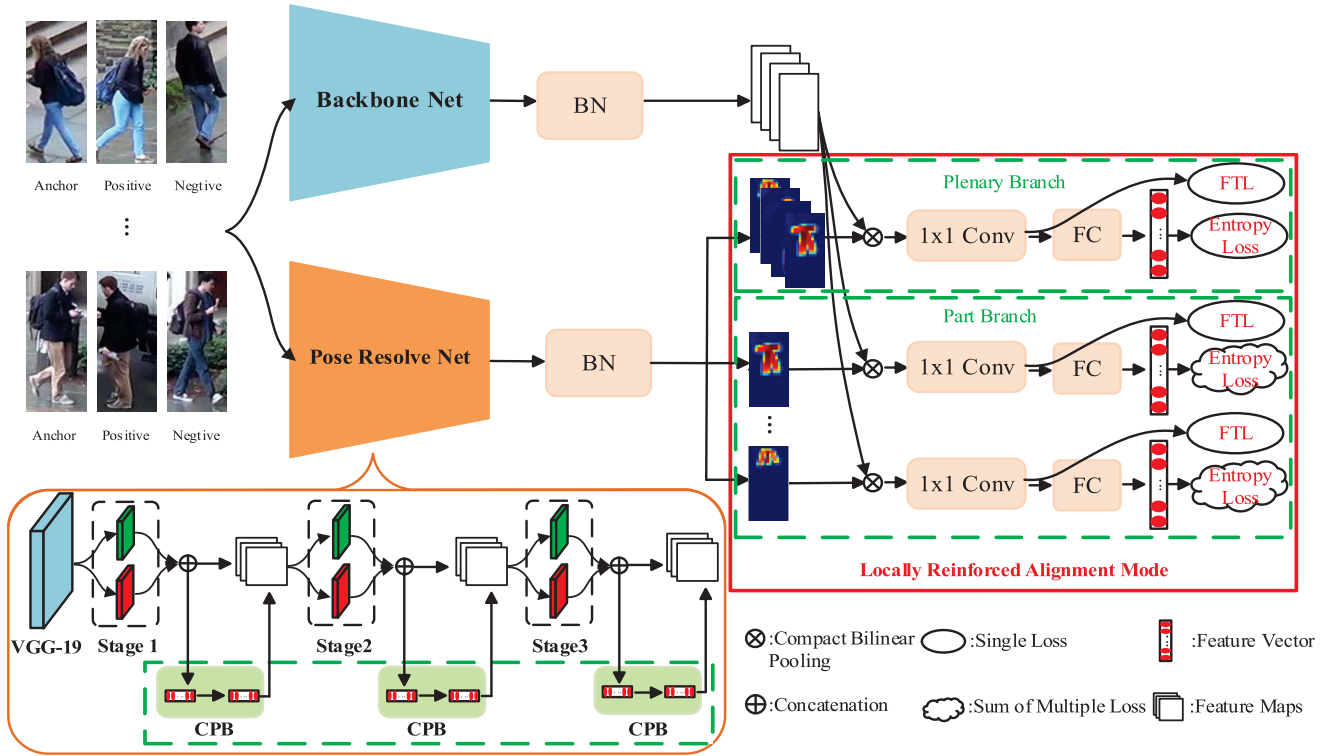 Anchor Positive Negtive
Anchor Positive Negtive
Backbone Net
BN
Pose Resolve Net
BN
Plenary Branch
1x1 Conv
FC
FTL
Entropy
Loss
Part Branch
1x1 Conv
FC
FTL
Entropy
Loss
1x1 Conv
FC
FTL
Entropy
Loss
Locally Reinforced Alignment Mode
VGG-19
Stage 1
Stage2
Stage3
CPB
CPB
CPB
:Compact Bilinear
Pooling
:Single Loss
:Feature Vector
:Concatenation
:Sum of Multiple Loss
:Feature Maps